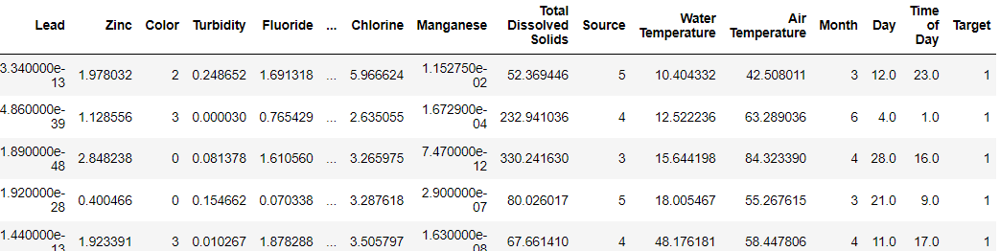 Lead Zinc Color Turbidity Fluoride ... Chlorine Manganese Total Dissolved Solids Source Water Temperature Air Temperature Month Day Time of Day Target
3.340000e-13 1.978032 2 0.248652 1.691318 ... 5.966624 1.152750e-02 52.369446 5 10.404332 42.508011 3 12.0 23.0 1
4.860000e-39 1.128556 3 0.000030 0.765429 ... 2.635055 1.672900e-04 232.941036 4 12.522236 63.289036 6 4.0 1.0 1
1.890000e-48 2.848238 0 0.081378 1.610560 ... 3.265975 7.470000e-12 330.241630 3 15.644198 84.323390 4 28.0 16.0 1
1.920000e-28 0.400466 0 0.154662 0.070338 ... 3.287618 2.900000e-07 80.026017 5 18.005467 55.267615 3 21.0 9.0 1
1.440000e-13 1.923391 3 0.010267 1.878288 ... 3.505797 1.630000e-08 67.661410 4 48.176181 58.447806 4 11.0 17.0 1